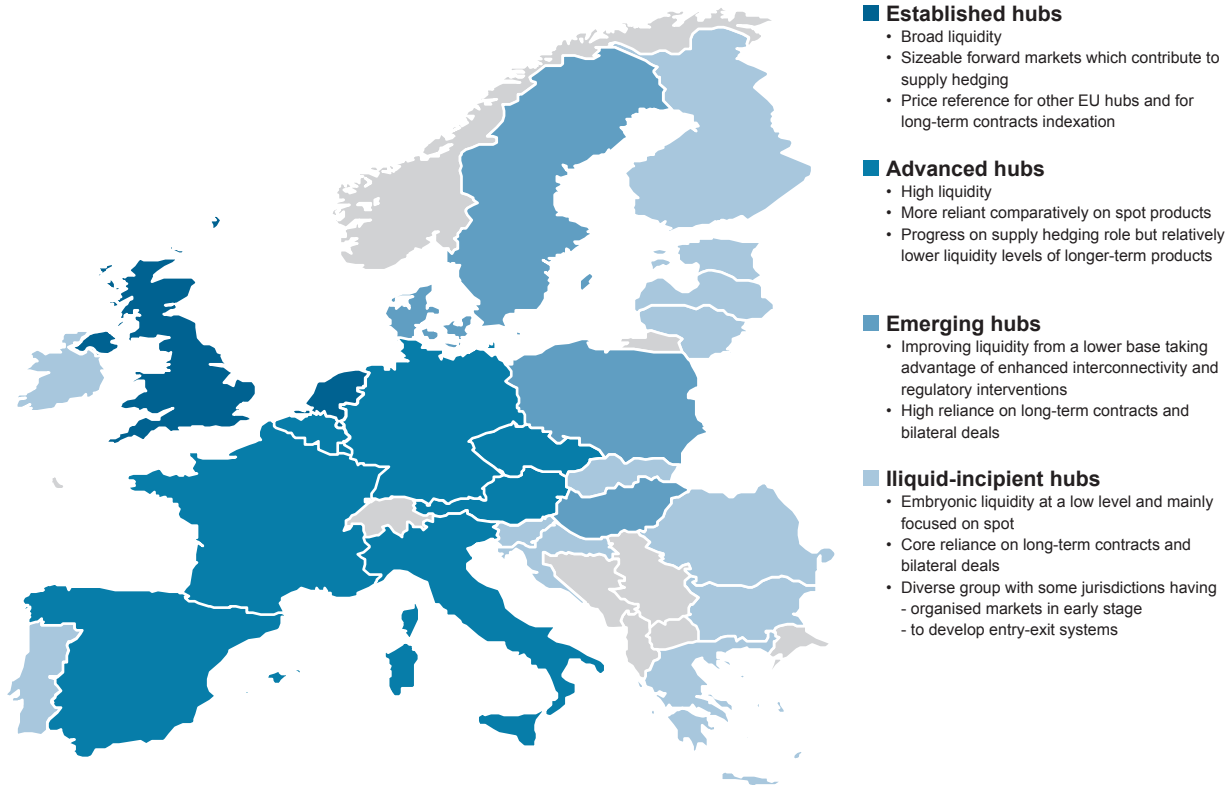 Established hubs
• Broad liquidity
• Sizeable forward markets which contribute to
supply hedging
• Price reference for other EU hubs and for
long-term contracts indexation
Advanced hubs
• High liquidity
• More reliant comparatively on spot products
• Progress on supply hedging role but relatively
lower liquidity levels of longer-term products
Emerging hubs
• Improving liquidity from a lower base taking
advantage of enhanced interconnectivity and
regulatory interventions
• High reliance on long-term contracts and
bilateral deals
Iliquid-incipient hubs
• Embryonic liquidity at a low level and mainly
focused on spot
• Core reliance on long-term contracts and
bilateral deals
• Diverse group with some jurisdictions having
- organised markets in early stage
- to develop entry-exit systems